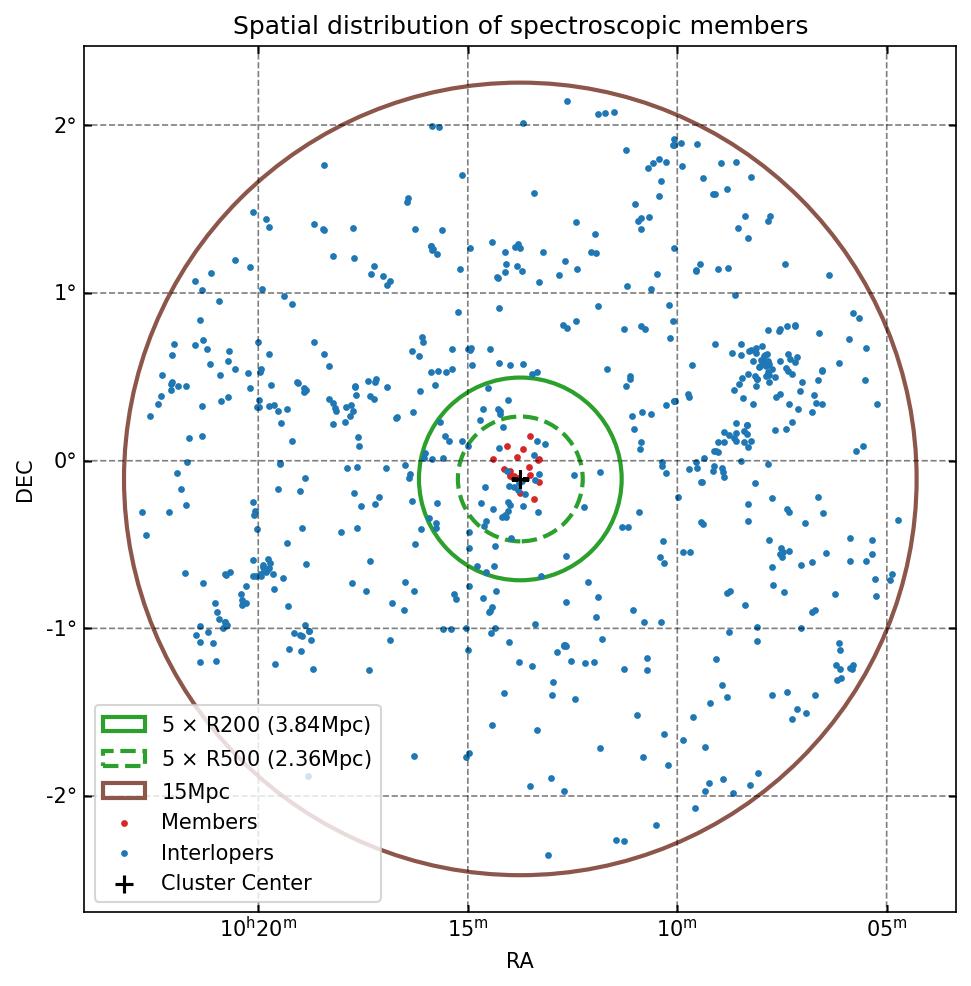 Spatial distribution of spectroscopic members
DEC
2°
1°
0°
-1°
-2°
5 × R200 (3.84Mpc)
5 × R500 (2.36Mpc)
15Mpc
Members
Interlopers
Cluster Center
10ʰ20ᵐ 15ᵐ 10ᵐ 05ᵐ
RA